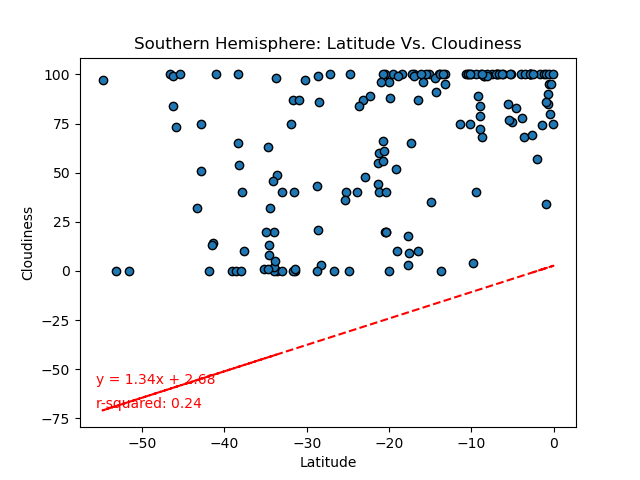 Southern Hemisphere: Latitude Vs. Cloudiness
100
75
50
25
0
−25
−50
−75
Cloudiness
y = 1.34x + 2.68
r-squared: 0.24
−50 −40 −30 −20 −10 0
Latitude